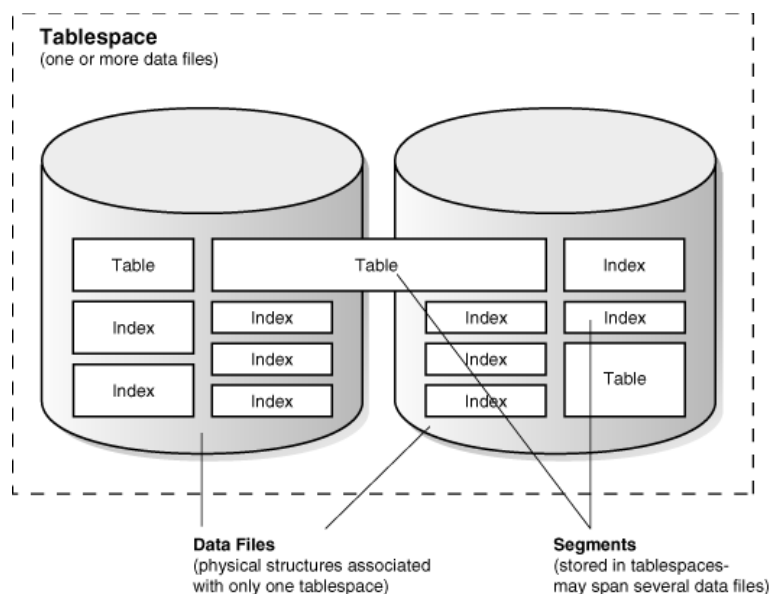 Tablespace
(one or more data files)
Table
Table
Index
Index
Index
Index
Index
Index
Index
Index
Table
Index
Index
Index
Data Files
(physical structures associated
with only one tablespace)
Segments
(stored in tablespaces-
may span several data files)